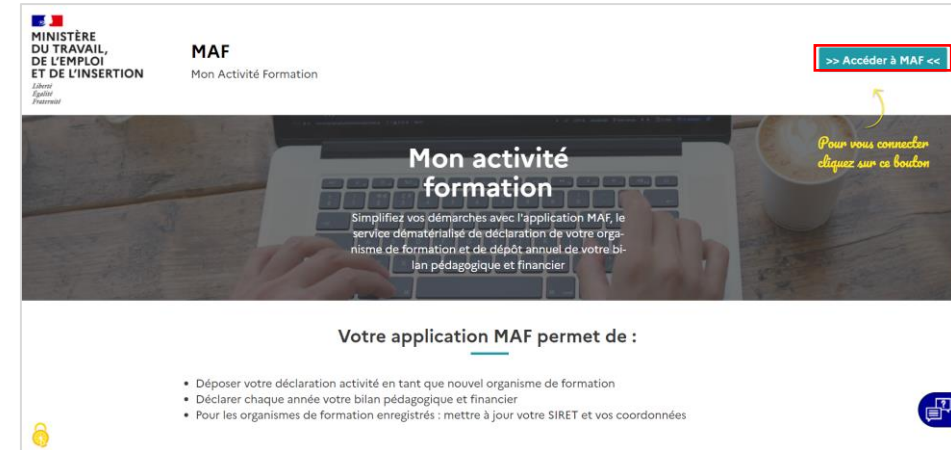 MINISTÈRE
DU TRAVAIL,
DE L'EMPLOI
ET DE L'INSERTION
Liberté
Égalité
Fraternité
MAF
Mon Activité Formation
>> Accéder à MAF <<
Pour vous connecter
cliquez sur ce bouton
Mon activité
formation
Simplifiez vos démarches avec l'application MAF, le
service dématérialisé de déclaration de votre orga-
nisme de formation et de dépôt annuel de votre bi-
lan pédagogique et financier
Votre application MAF permet de :
• Déposer votre déclaration activité en tant que nouvel organisme de formation
• Déclarer chaque année votre bilan pédagogique et financier
• Pour les organismes de formation enregistrés : mettre à jour votre SIRET et vos coordonnées